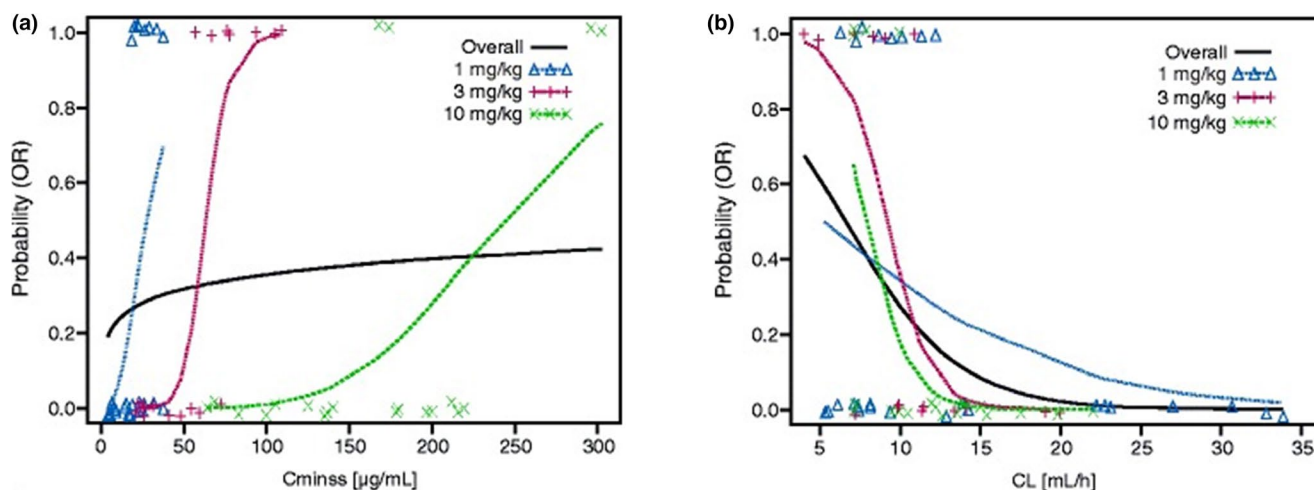 (a)
1.0
0.8
0.6
0.4
0.2
0.0
Probability (OR)
Overall
1 mg/kg
3 mg/kg
10 mg/kg
0 50 100 150 200 250 300
Cminss [µg/mL]
(b)
1.0
0.8
0.6
0.4
0.2
0.0
Probability (OR)
Overall
1 mg/kg
3 mg/kg
10 mg/kg
5 10 15 20 25 30 35
CL [mL/h]